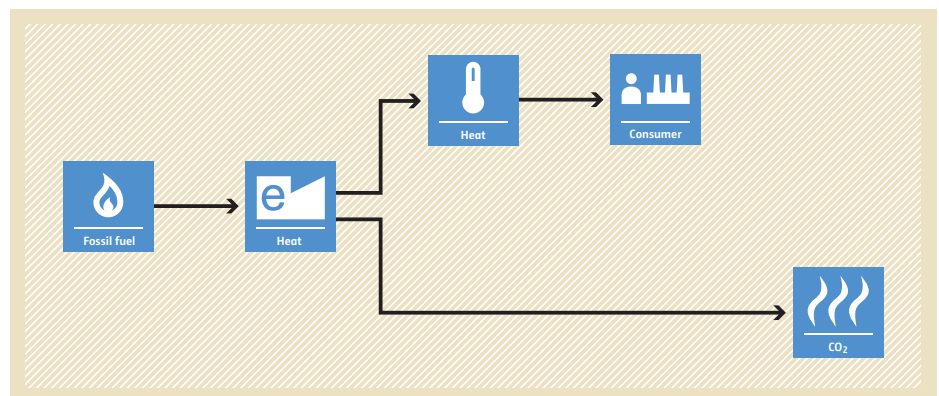 Heat
Consumer
Fossil fuel
e
Heat
CO₂